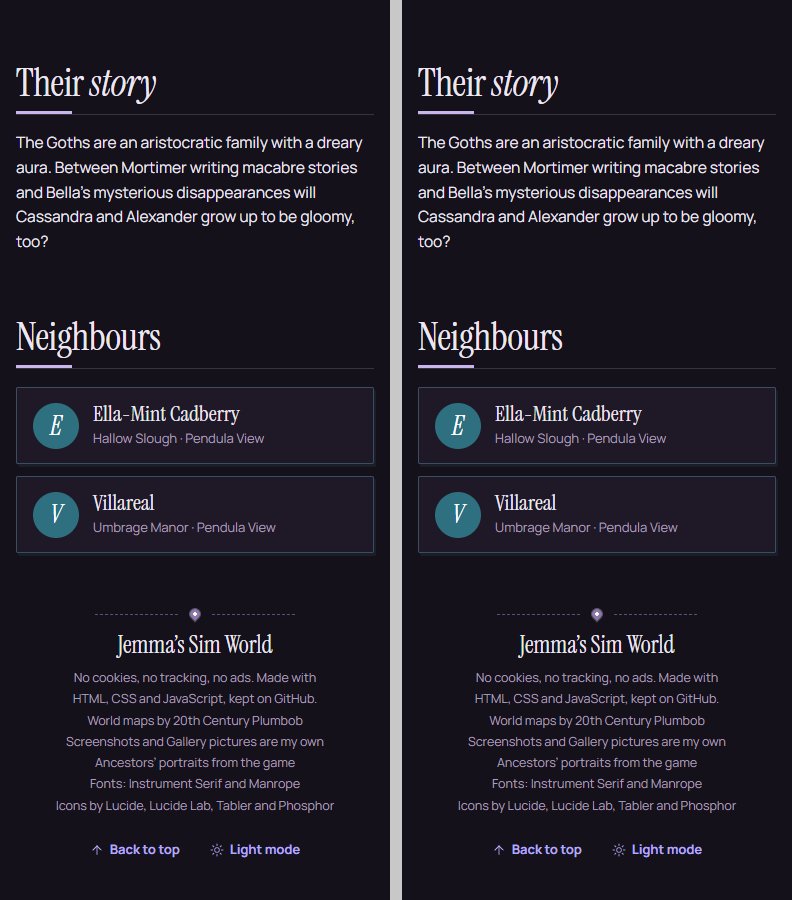 Their story
The Goths are an aristocratic family with a dreary
aura. Between Mortimer writing macabre stories
and Bella’s mysterious disappearances will
Cassandra and Alexander grow up to be gloomy,
too?
Neighbours
E
Ella-Mint Cadberry
Hallow Slough · Pendula View
V
Villareal
Umbrage Manor · Pendula View
Jemma’s Sim World
No cookies, no tracking, no ads. Made with
HTML, CSS and JavaScript, kept on GitHub.
World maps by 20th Century Plumbob
Screenshots and Gallery pictures are my own
Ancestors’ portraits from the game
Fonts: Instrument Serif and Manrope
Icons by Lucide, Lucide Lab, Tabler and Phosphor
Back to top
Light mode
Their story
The Goths are an aristocratic family with a dreary
aura. Between Mortimer writing macabre stories
and Bella’s mysterious disappearances will
Cassandra and Alexander grow up to be gloomy,
too?
Neighbours
E
Ella-Mint Cadberry
Hallow Slough · Pendula View
V
Villareal
Umbrage Manor · Pendula View
Jemma’s Sim World
No cookies, no tracking, no ads. Made with
HTML, CSS and JavaScript, kept on GitHub.
World maps by 20th Century Plumbob
Screenshots and Gallery pictures are my own
Ancestors’ portraits from the game
Fonts: Instrument Serif and Manrope
Icons by Lucide, Lucide Lab, Tabler and Phosphor
Back to top
Light mode